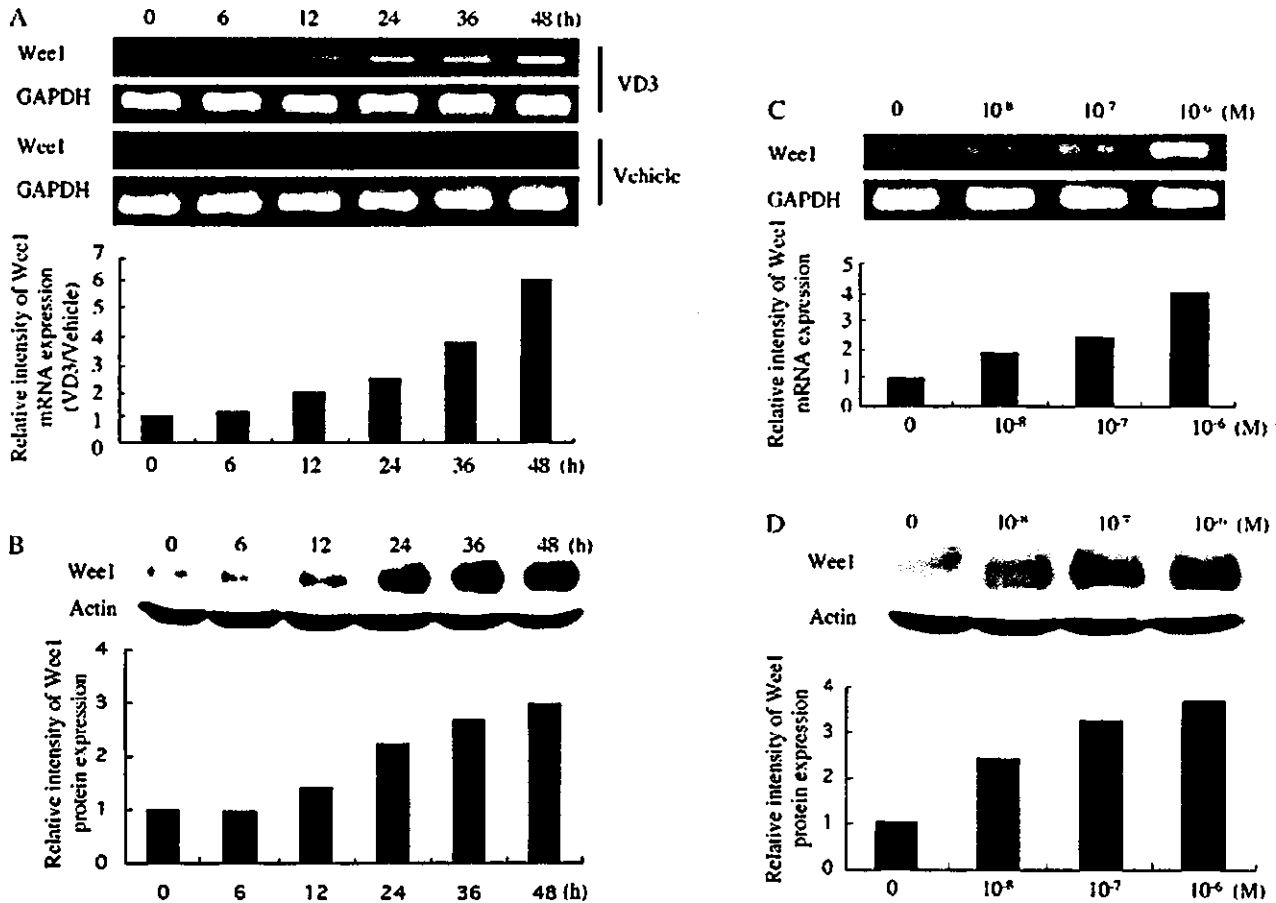 A
0 6 12 24 36 48 (h)
Wee1
GAPDH
VD3
Wee1
GAPDH
Vehicle
Relative intensity of Wee1
mRNA expression
(VD3/Vehicle)
7
6
5
4
3
2
1
0
0 6 12 24 36 48 (h)
B
0 6 12 24 36 48 (h)
Wee1
Actin
Relative intensity of Wee1
protein expression
4
3
2
1
0
0 6 12 24 36 48 (h)
C
0 10⁻⁸ 10⁻⁷ 10⁻⁶ (M)
Wee1
GAPDH
Relative intensity of Wee1
mRNA expression
5
4
3
2
1
0
0 10⁻⁸ 10⁻⁷ 10⁻⁶ (M)
D
0 10⁻⁸ 10⁻⁷ 10⁻⁶ (M)
Wee1
Actin
Relative intensity of Wee1
protein expression
4
3
2
1
0
0 10⁻⁸ 10⁻⁷ 10⁻⁶ (M)